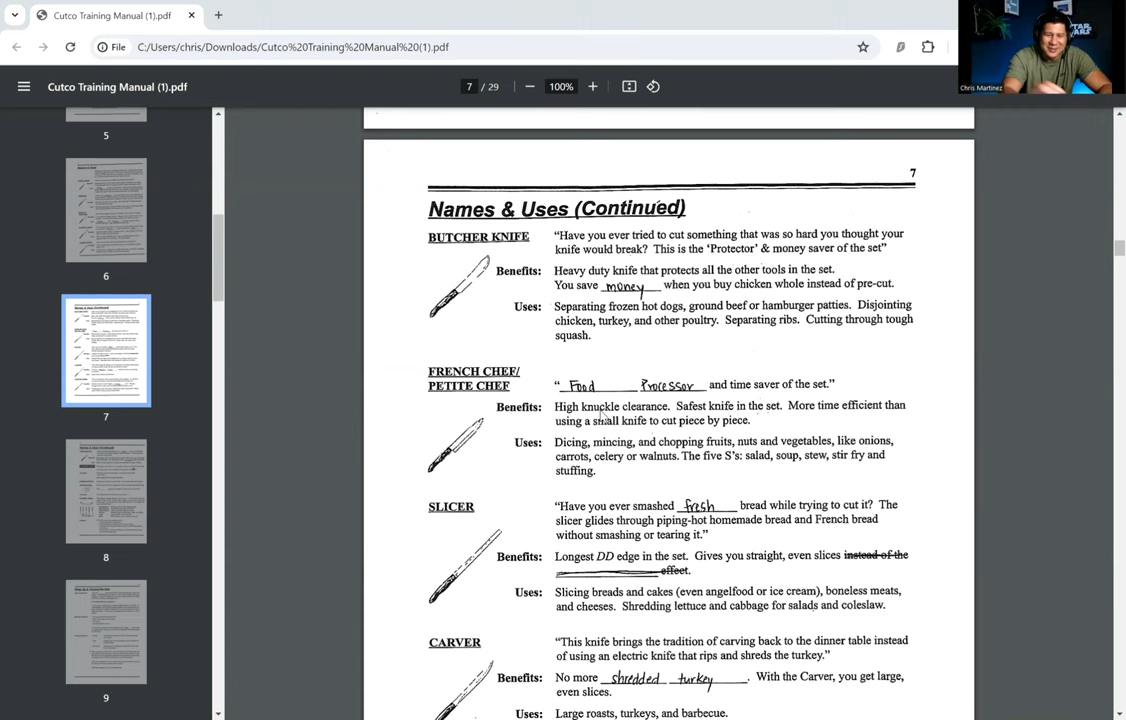 Cutco Training Manual (1).pdf
File
C:/Users/chris/Downloads/Cutco%20Training%20Manual%20(1).pdf
STAR
WARS
Chris Martinez
Cutco Training Manual (1).pdf
7 / 29
100%
5
6
7
8
9
7
Names & Uses (Continued)
BUTCHER KNIFE
“Have you ever tried to cut something that was so hard you thought your
knife would break? This is the ‘Protector’ & money saver of the set”
Benefits: Heavy duty knife that protects all the other tools in the set.
You save money when you buy chicken whole instead of pre-cut.
Uses: Separating frozen hot dogs, ground beef or hamburger patties. Disjointing
chicken, turkey, and other poultry. Separating ribs. Cutting through tough
squash.
FRENCH CHEF/
PETITE CHEF
“ Food Processor and time saver of the set.”
Benefits: High knuckle clearance. Safest knife in the set. More time efficient than
using a small knife to cut piece by piece.
Uses: Dicing, mincing, and chopping fruits, nuts and vegetables, like onions,
carrots, celery or walnuts. The five S’s: salad, soup, stew, stir fry and
stuffing.
SLICER
“Have you ever smashed fresh bread while trying to cut it? The
slicer glides through piping-hot homemade bread and French bread
without smashing or tearing it.”
Benefits: Longest DD edge in the set. Gives you straight, even slices instead of the
effect.
Uses: Slicing breads and cakes (even angelfood or ice cream), boneless meats,
and cheeses. Shredding lettuce and cabbage for salads and coleslaw.
CARVER
“This knife brings the tradition of carving back to the dinner table instead
of using an electric knife that rips and shreds the turkey.”
Benefits: No more shredded turkey. With the Carver, you get large,
even slices.
Uses: Large roasts, turkeys, and barbecue.